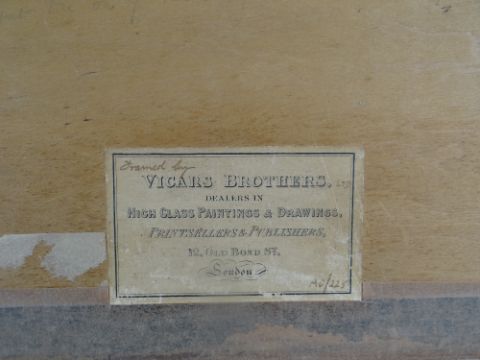 Framed by
VICARS BROTHERS.
DEALERS IN
HIGH CLASS PAINTINGS & DRAWINGS,
PRINTSELLERS & PUBLISHERS,
12, OLD BOND ST.
London